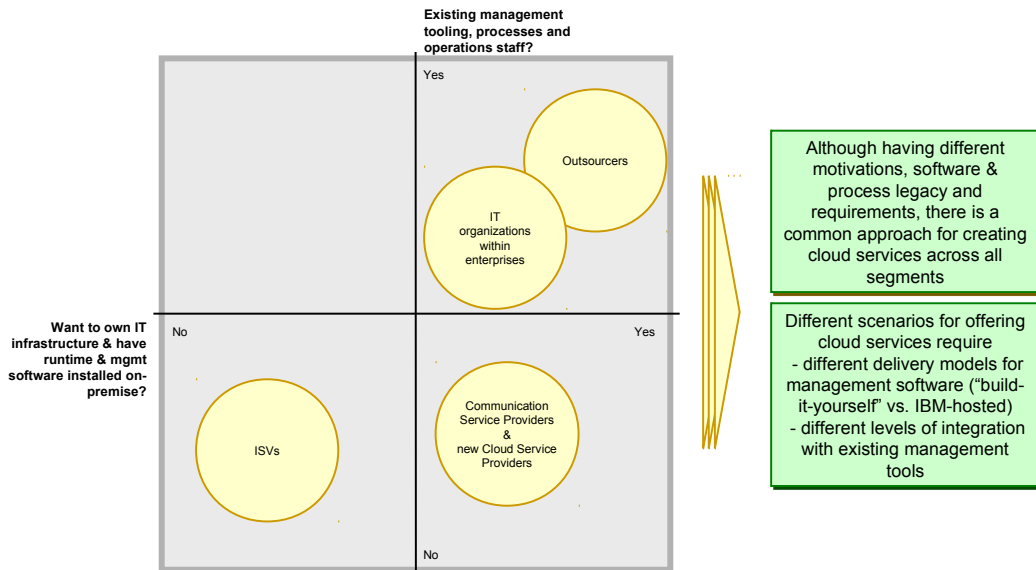 Existing management
tooling, processes and
operations staff?
Yes
Outsourcers
IT
organizations
within
enterprises
Want to own IT
infrastructure & have
runtime & mgmt
software installed on-
premise?
No
Yes
ISVs
Communication
Service Providers
&
new Cloud Service
Providers
No
Although having different
motivations, software &
process legacy and
requirements, there is a
common approach for creating
cloud services across all
segments
Different scenarios for offering
cloud services require
- different delivery models for
management software (“build-
it-yourself” vs. IBM-hosted)
- different levels of integration
with existing management
tools